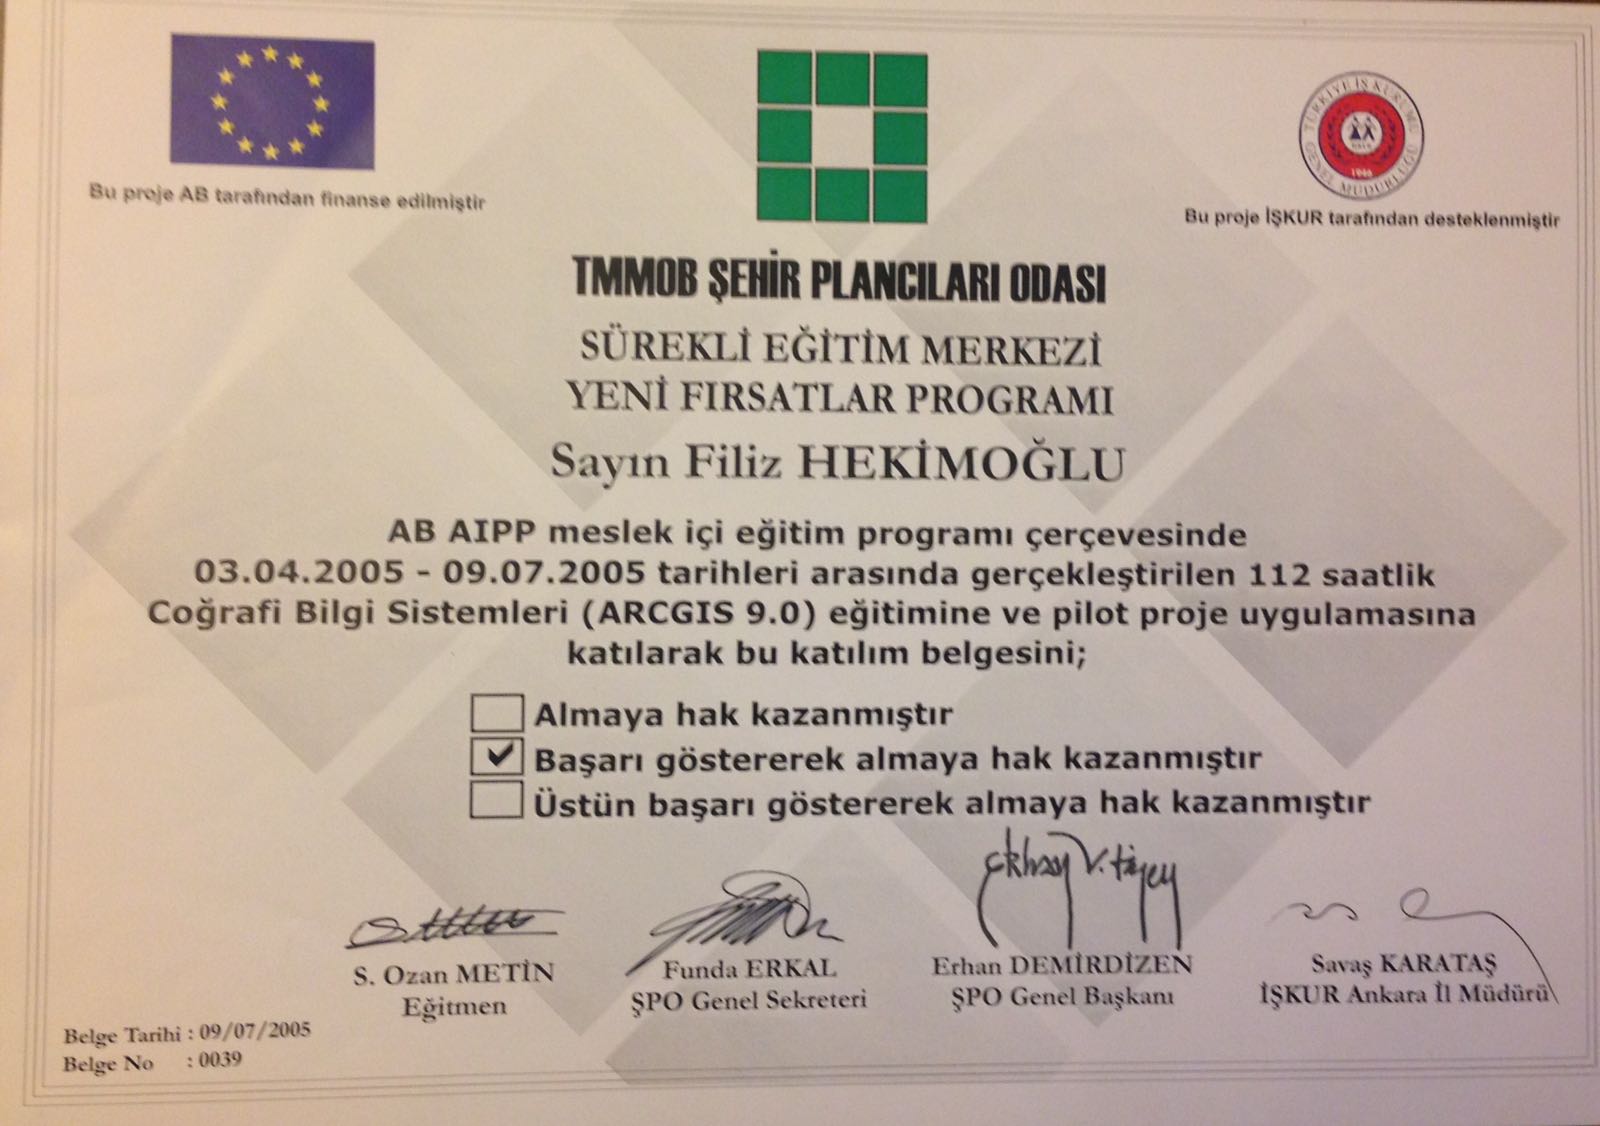 Bu proje AB tarafından finanse edilmiştir
TÜRKİYE İŞ KURUMU
GENEL MÜDÜRLÜĞÜ
1946
Bu proje İŞKUR tarafından desteklenmiştir
TMMOB ŞEHİR PLANCILARI ODASI
SÜREKLİ EĞİTİM MERKEZİ
YENİ FIRSATLAR PROGRAMI
Sayın Filiz HEKİMOĞLU
AB AIPP meslek içi eğitim programı çerçevesinde
03.04.2005 - 09.07.2005 tarihleri arasında gerçekleştirilen 112 saatlik
Coğrafi Bilgi Sistemleri (ARCGIS 9.0) eğitimine ve pilot proje uygulamasına
katılarak bu katılım belgesini;
Almaya hak kazanmıştır
Başarı göstererek almaya hak kazanmıştır
Üstün başarı göstererek almaya hak kazanmıştır
S. Ozan METİN
Eğitmen
Funda ERKAL
ŞPO Genel Sekreteri
Erhan DEMİRDİZEN
ŞPO Genel Başkanı
Savaş KARATAŞ
İŞKUR Ankara İl Müdürü
Belge Tarihi : 09/07/2005
Belge No : 0039